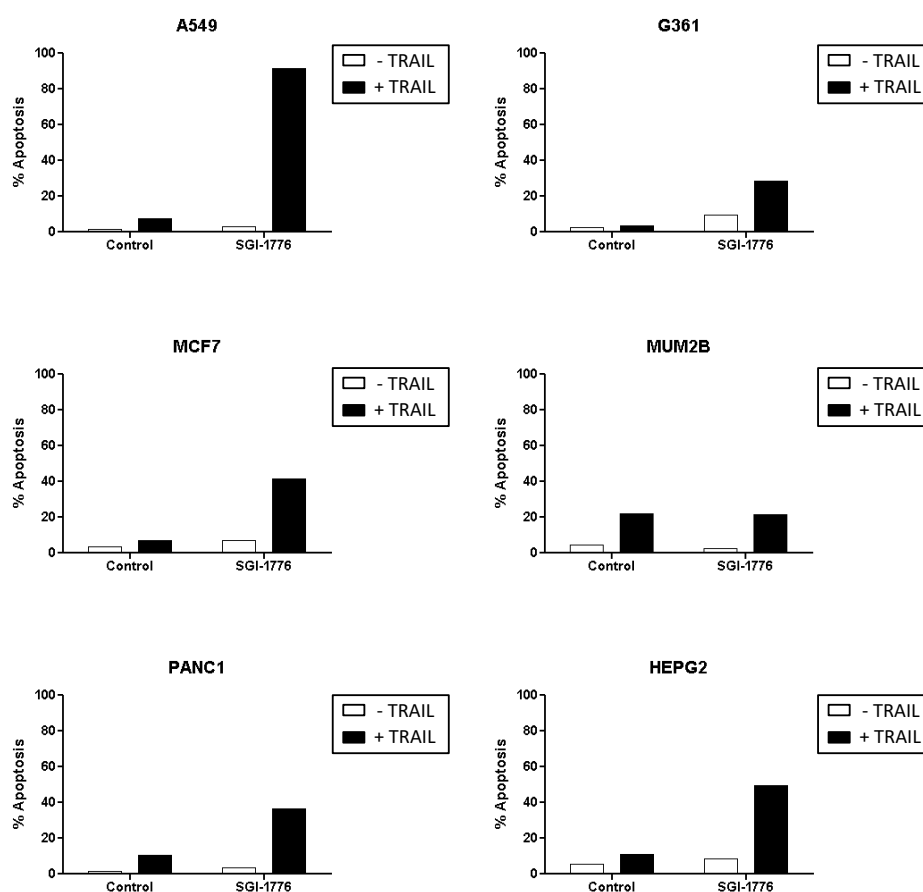 A549
- TRAIL
+ TRAIL
% Apoptosis
100
80
60
40
20
0
Control SGI-1776
G361
- TRAIL
+ TRAIL
% Apoptosis
100
80
60
40
20
0
Control SGI-1776
MCF7
- TRAIL
+ TRAIL
% Apoptosis
100
80
60
40
20
0
Control SGI-1776
MUM2B
- TRAIL
+ TRAIL
% Apoptosis
100
80
60
40
20
0
Control SGI-1776
PANC1
- TRAIL
+ TRAIL
% Apoptosis
100
80
60
40
20
0
Control SGI-1776
HEPG2
- TRAIL
+ TRAIL
% Apoptosis
100
80
60
40
20
0
Control SGI-1776